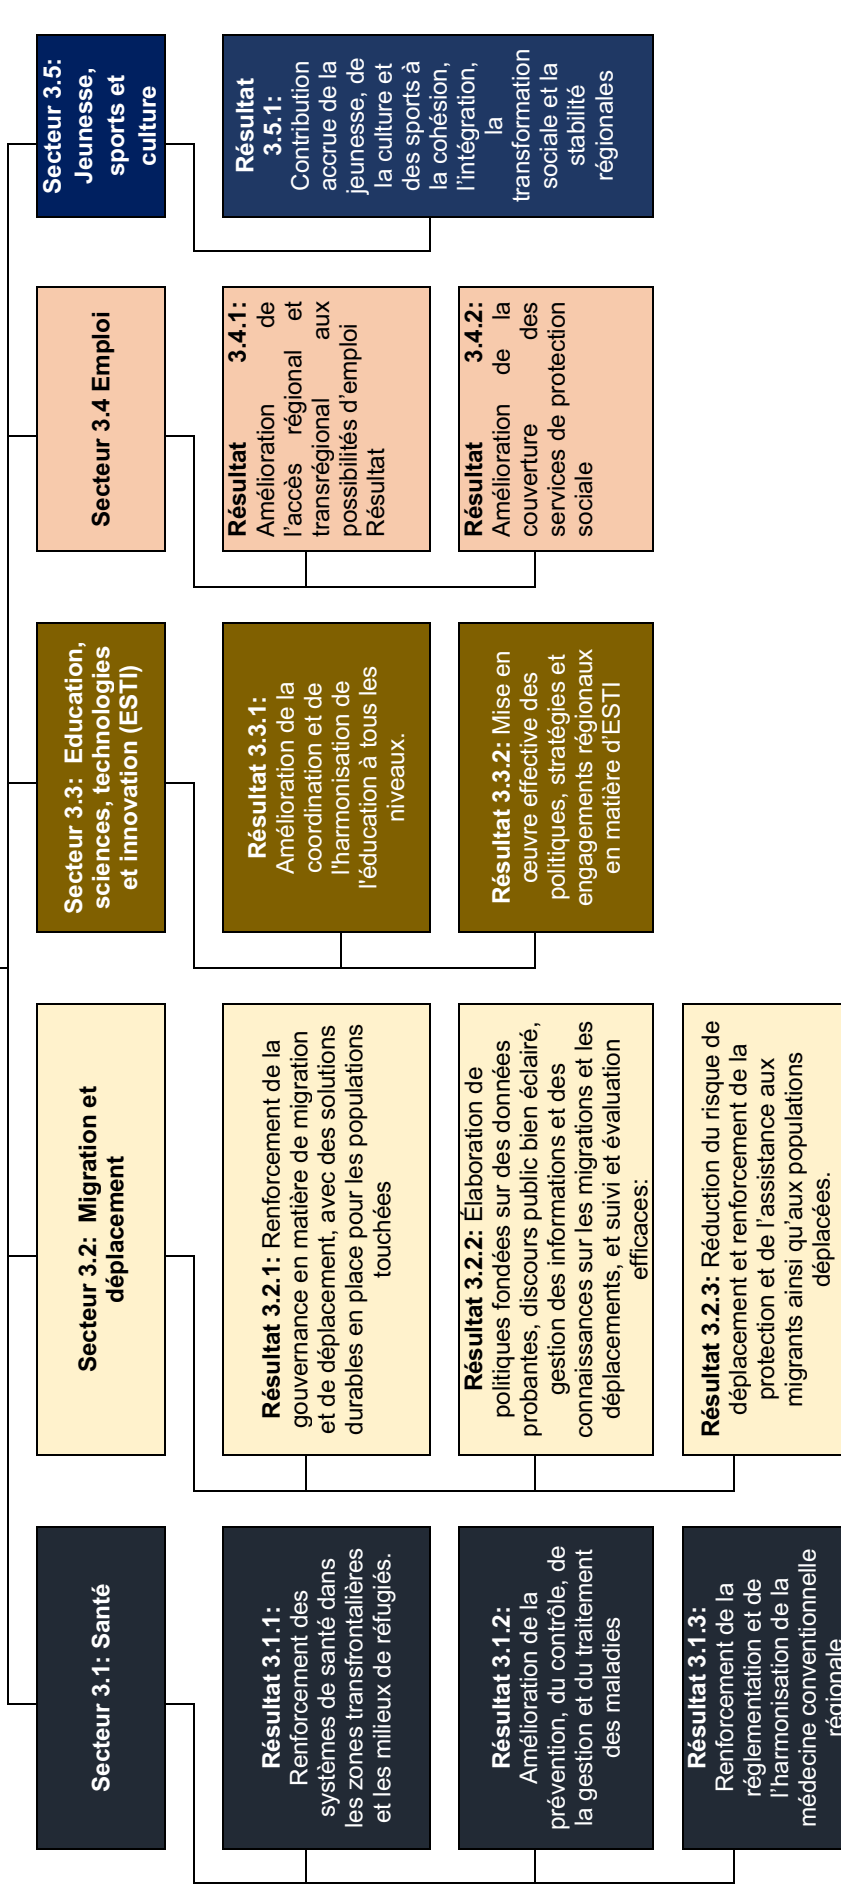 Secteur 3.1: Santé
Résultat 3.1.1:
Renforcement des
systèmes de santé dans
les zones transfrontalières
et les milieux de réfugiés.
Résultat 3.1.2:
Amélioration de la
prévention, du contrôle, de
la gestion et du traitement
des maladies
Résultat 3.1.3:
Renforcement de la
réglementation et de
l'harmonisation de la
médecine conventionnelle
régionale
Secteur 3.2: Migration et
déplacement
Résultat 3.2.1: Renforcement de la
gouvernance en matière de migration
et de déplacement, avec des solutions
durables en place pour les populations
touchées
Résultat 3.2.2: Élaboration de
politiques fondées sur des données
probantes, discours public bien éclairé,
gestion des informations et des
connaissances sur les migrations et les
déplacements, et suivi et évaluation
efficaces:
Résultat 3.2.3: Réduction du risque de
déplacement et renforcement de la
protection et de l'assistance aux
migrants ainsi qu'aux populations
déplacées.
Secteur 3.3: Education,
sciences, technologies
et innovation (ESTI)
Résultat 3.3.1:
Amélioration de la
coordination et de
l'harmonisation de
l'éducation à tous les
niveaux.
Résultat 3.3.2: Mise en
œuvre effective des
politiques, stratégies et
engagements régionaux
en matière d'ESTI
Secteur 3.4 Emploi
Résultat 3.4.1:
Amélioration de
l'accès régional et
transrégional aux
possibilités d'emploi
Résultat
Résultat 3.4.2:
Amélioration de la
couverture des
services de protection
sociale
Secteur 3.5:
Jeunesse,
sports et
culture
Résultat
3.5.1:
Contribution
accrue de la
jeunesse, de
la culture et
des sports à
la cohésion,
l'intégration,
la
transformation
sociale et la
stabilité
régionales